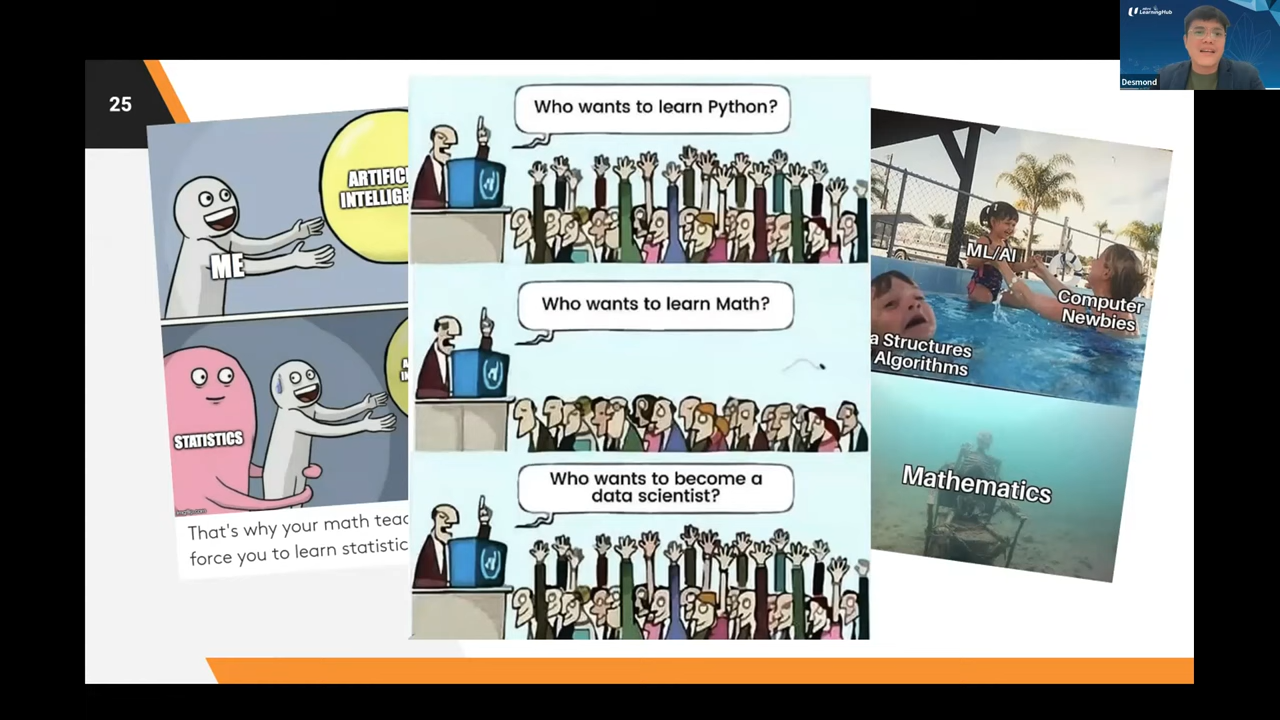 25
LearningHub
Desmond
ARTIFIC
INTELLIGE
ME
STATISTICS
That's why your math teac
force you to learn statistic
Who wants to learn Python?
Who wants to learn Math?
Who wants to become a
data scientist?
ML/AI
Computer
Newbies
a Structures
Algorithms
Mathematics